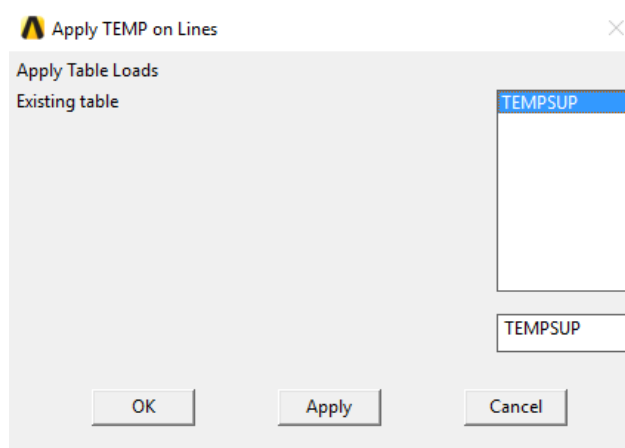 Apply TEMP on Lines
Apply Table Loads
Existing table
TEMPSUP
TEMPSUP
OK Apply Cancel